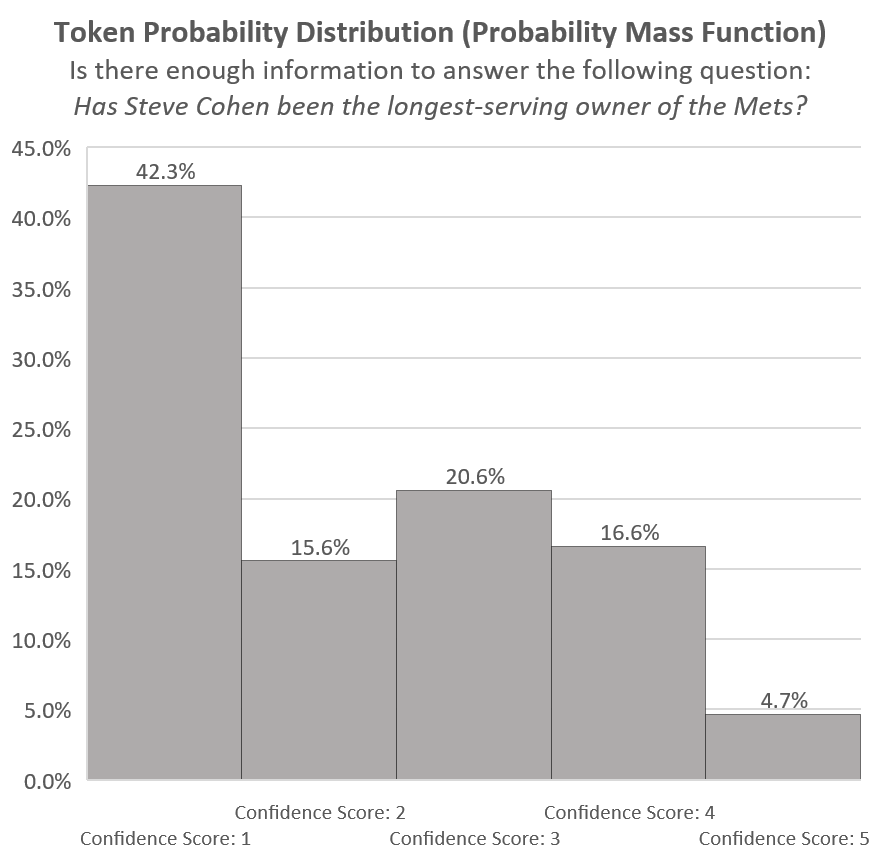 Token Probability Distribution (Probability Mass Function)
Is there enough information to answer the following question:
Has Steve Cohen been the longest-serving owner of the Mets?
45.0%
42.3%
40.0%
35.0%
30.0%
25.0%
20.6%
20.0%
16.6%
15.6%
15.0%
10.0%
5.0%
4.7%
0.0%
Confidence Score: 2
Confidence Score: 4
Confidence Score: 1
Confidence Score: 3
Confidence Score: 5